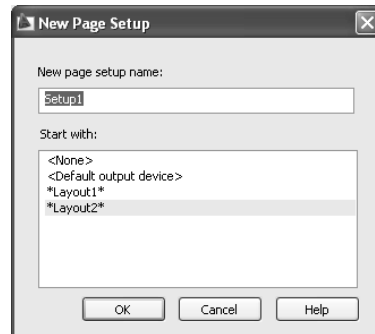 New Page Setup
New page setup name:
Setup1
Start with:
<None>
<Default output device>
*Layout1*
*Layout2*
OK Cancel Help